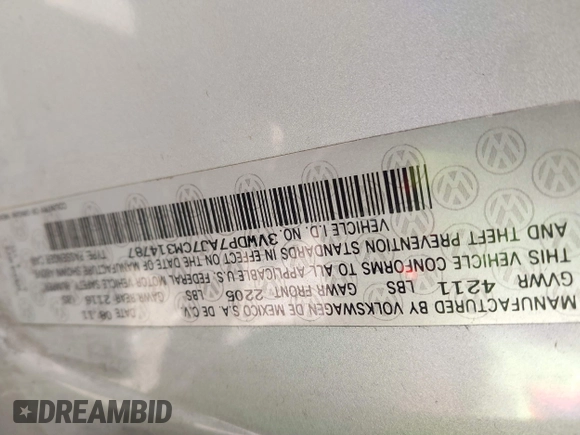 MANUFACTURED BY VOLKSWAGEN DE MEXICO S.A. DE C.V.
DATE 08.11
GVWR 4211 LBS GAWR FRONT 2205 LBS GAWR REAR
THIS VEHICLE CONFORMS TO ALL APPLICABLE U.S. FEDERAL MOTOR VEHICLE SAFETY BUMPER
AND THEFT PREVENTION STANDARDS IN EFFECT ON THE DATE OF MANUFACTURE SHOWN ABOVE
VEHICLE I.D. NO. 3VWDP7AJ7CM314787 TYPE PASSENGER CAR
DREAMBID